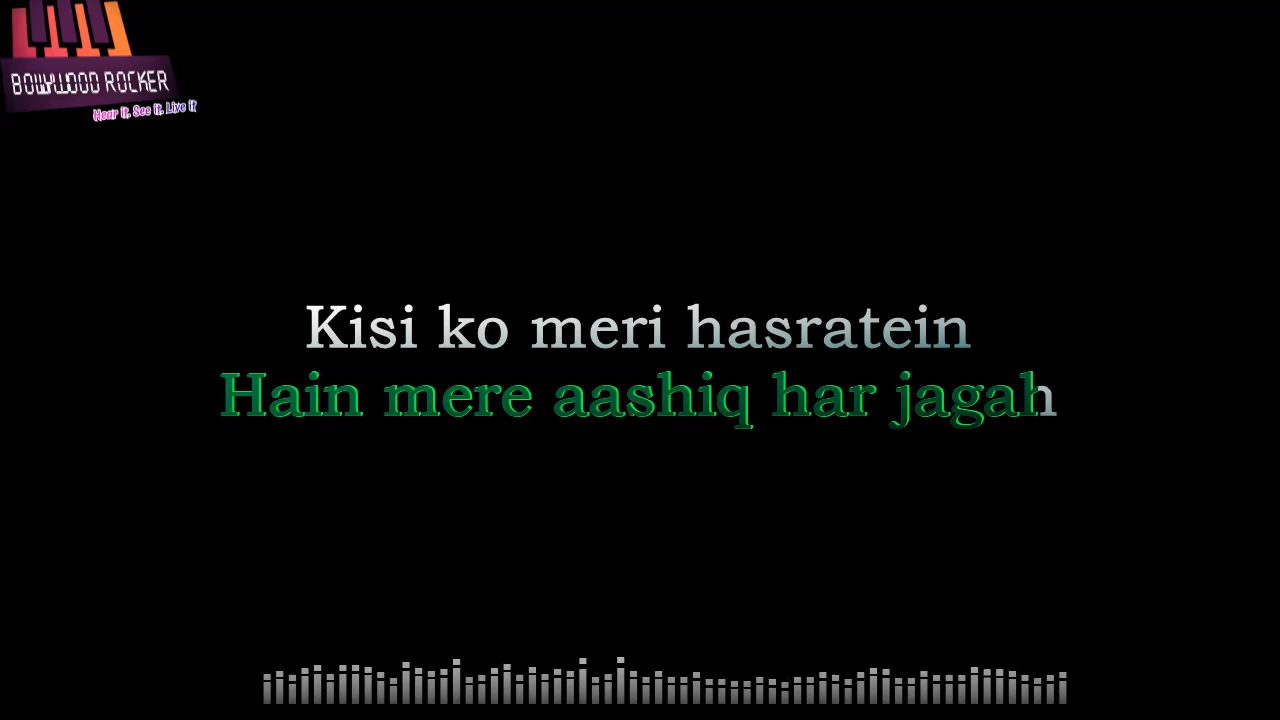 BOLLYWOOD ROCKER
Hear it, See it, Live it
Kisi ko meri hasratein
Hain mere aashiq har jagah